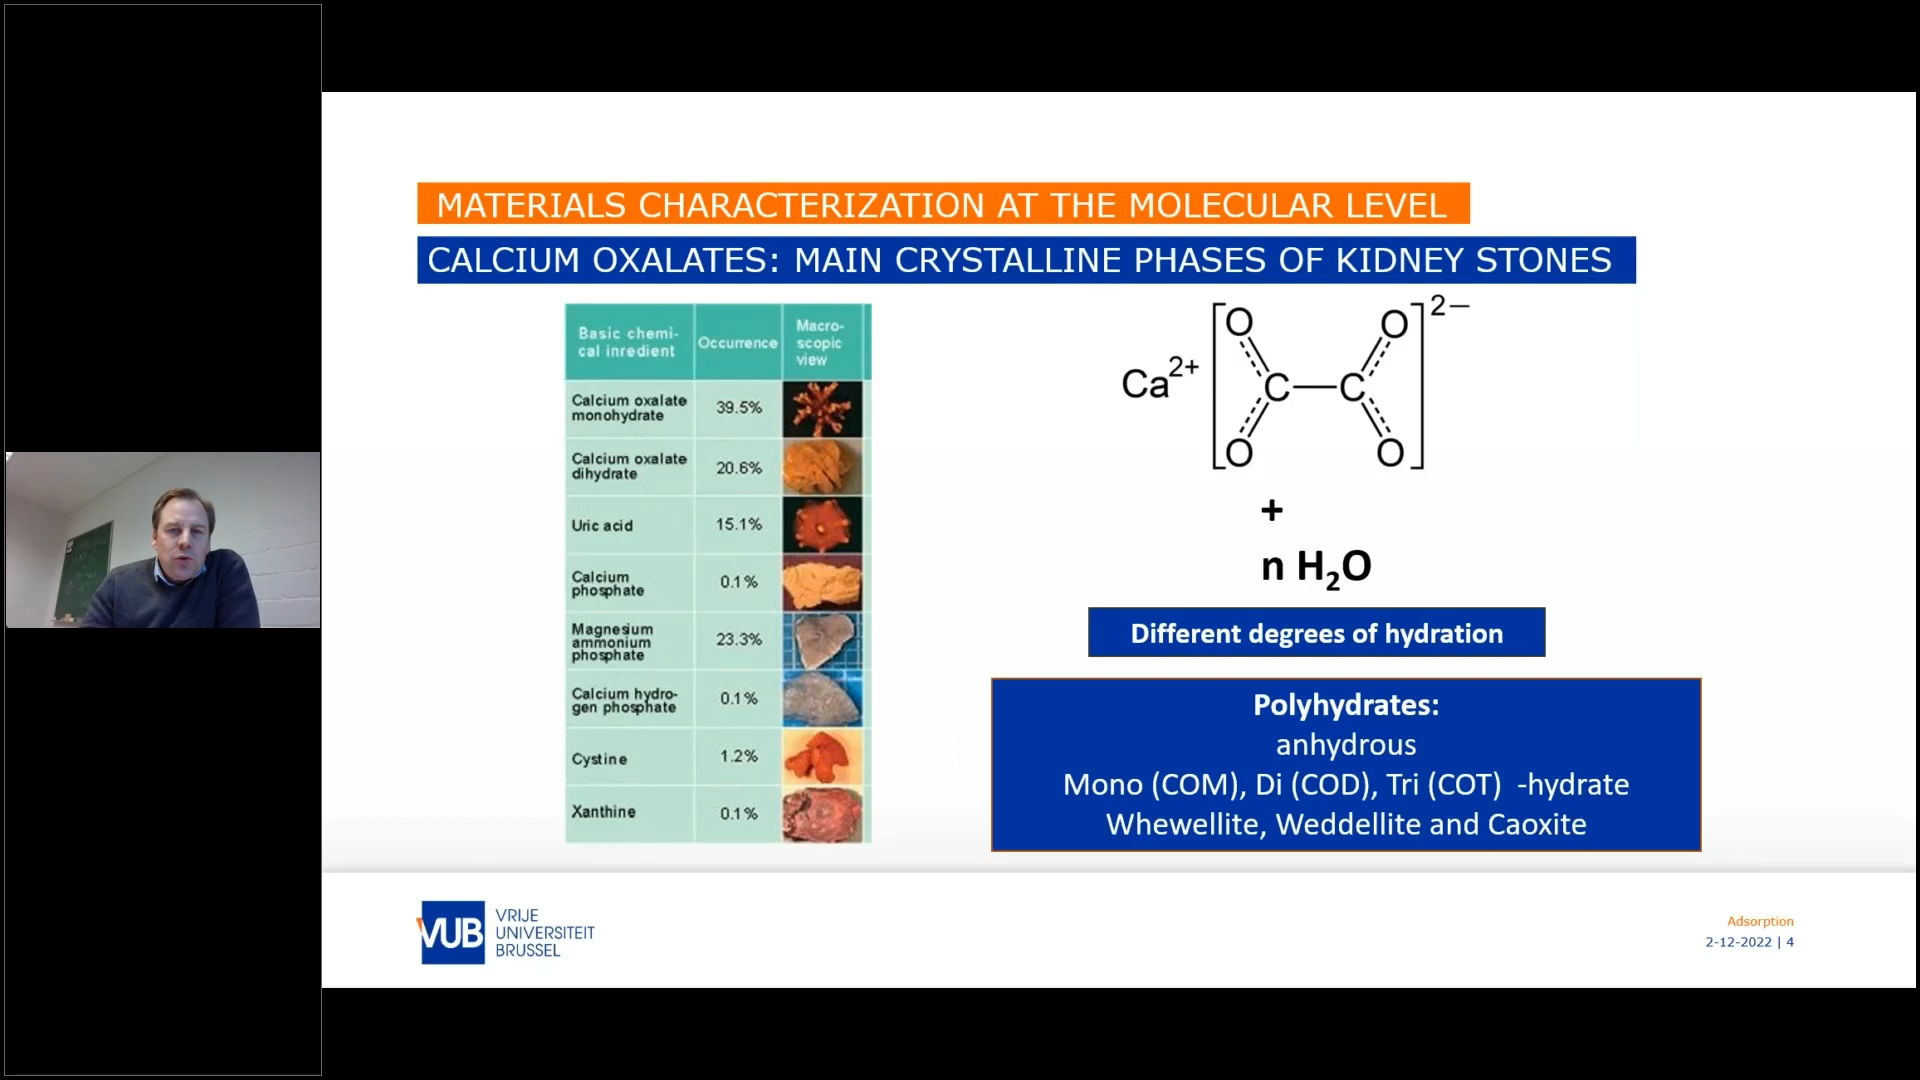 MATERIALS CHARACTERIZATION AT THE MOLECULAR LEVEL
CALCIUM OXALATES: MAIN CRYSTALLINE PHASES OF KIDNEY STONES
Basic chemi-
cal inredient
Occurrence
Macro-
scopic
view
Calcium oxalate
monohydrate
39.5%
Calcium oxalate
dihydrate
20.6%
Uric acid
15.1%
Calcium
phosphate
0.1%
Magnesium
ammonium
phosphate
23.3%
Calcium hydro-
gen phosphate
0.1%
Cystine
1.2%
Xanthine
0.1%
Ca2+
O O 2–
C C
O O
+
n H2O
Different degrees of hydration
Polyhydrates:
anhydrous
Mono (COM), Di (COD), Tri (COT) -hydrate
Whewellite, Weddellite and Caoxite
VUB
VRIJE
UNIVERSITEIT
BRUSSEL
Adsorption
2-12-2022 | 4